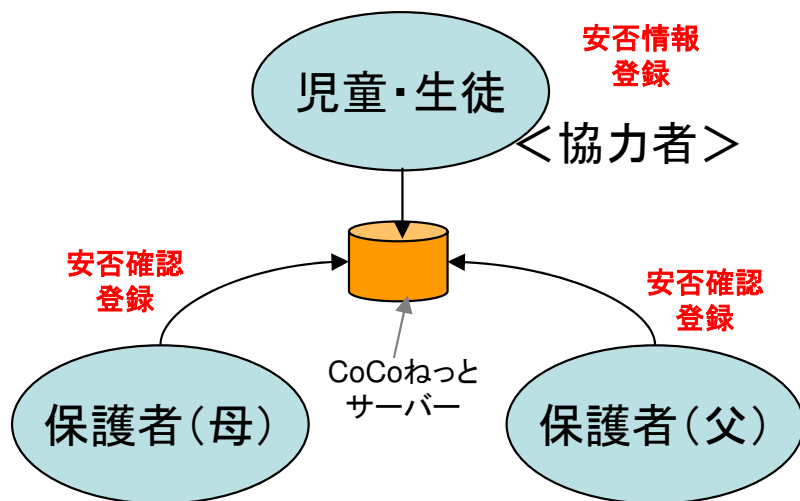 安否情報
登録
児童・生徒
＜協力者＞
安否確認
登録
安否確認
登録
CoCoねっと
サーバー
保護者（母）
保護者（父）